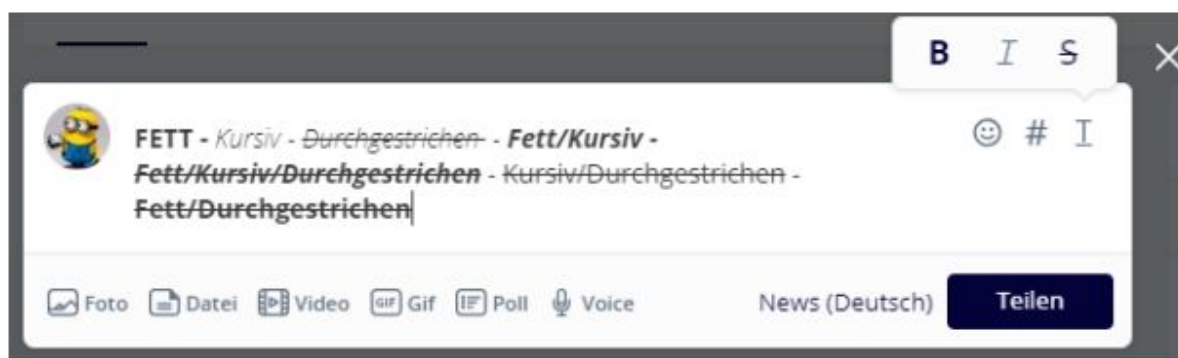 B I S
FETT - Kursiv - Durchgestrichen - Fett/Kursiv -
Fett/Kursiv/Durchgestrichen - Kursiv/Durchgestrichen -
Fett/Durchgestrichen
# I
Foto Datei Video GIF Gif Poll Voice News (Deutsch) Teilen